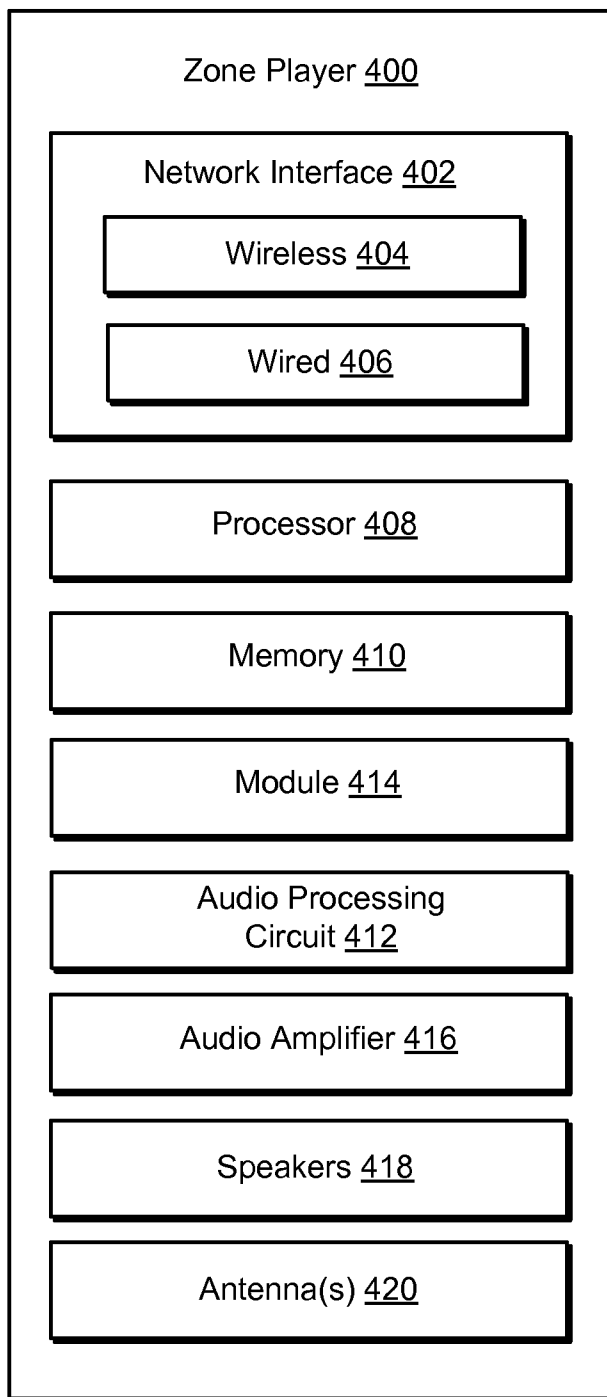 Zone Player 400
Network Interface 402
Wireless 404
Wired 406
Processor 408
Memory 410
Module 414
Audio Processing
Circuit 412
Audio Amplifier 416
Speakers 418
Antenna(s) 420